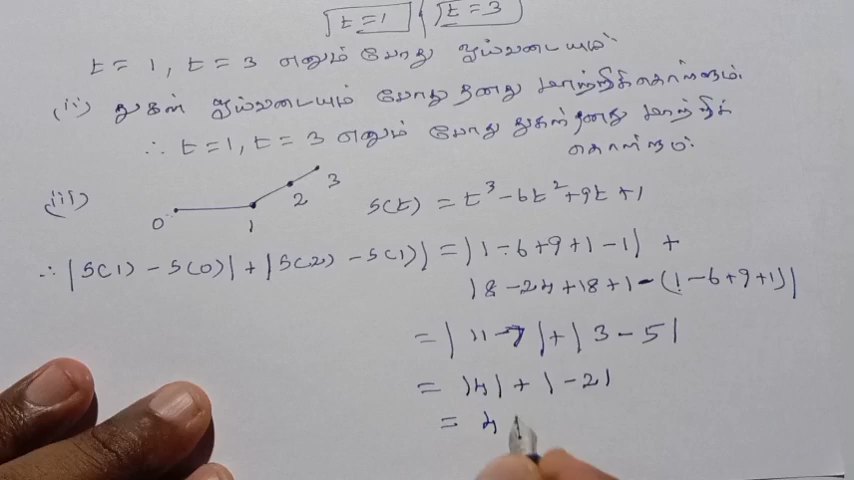 t = 1 , t = 3
t = 1, t = 3 எனும் போது ஓய்வடையும்
(ii) துகள் ஓய்வடையும் போது தனது மாற்றிக்கொள்ளும்.
∴ t = 1, t = 3 எனும் போது துகள் தனது மாற்றிக்
கொள்ளும்.
(iii) 0 1 2 3 s(t) = t³ - 6t² + 9t + 1
∴ |s(1) - s(0)| + |s(2) - s(1)| = |1 - 6 + 9 + 1 - 1| +
|8 - 24 + 18 + 1 - (1 - 6 + 9 + 1)|
= |11 - 7| + |3 - 5|
= |4| + |-2|
= 4